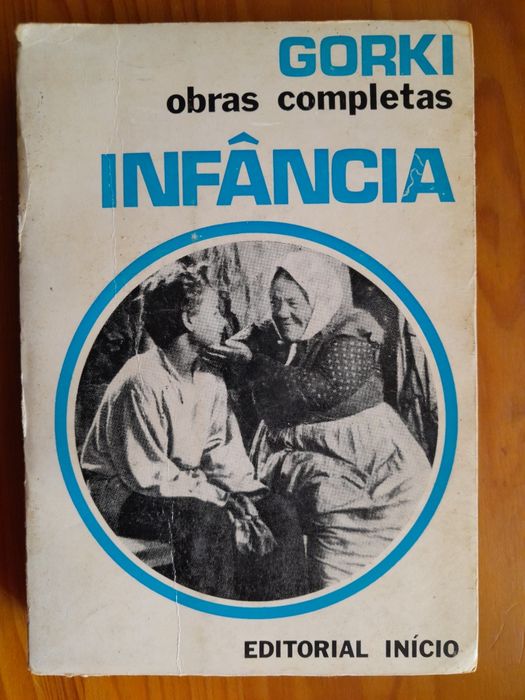 GORKI
obras completas
INFÂNCIA
EDITORIAL INÍCIO